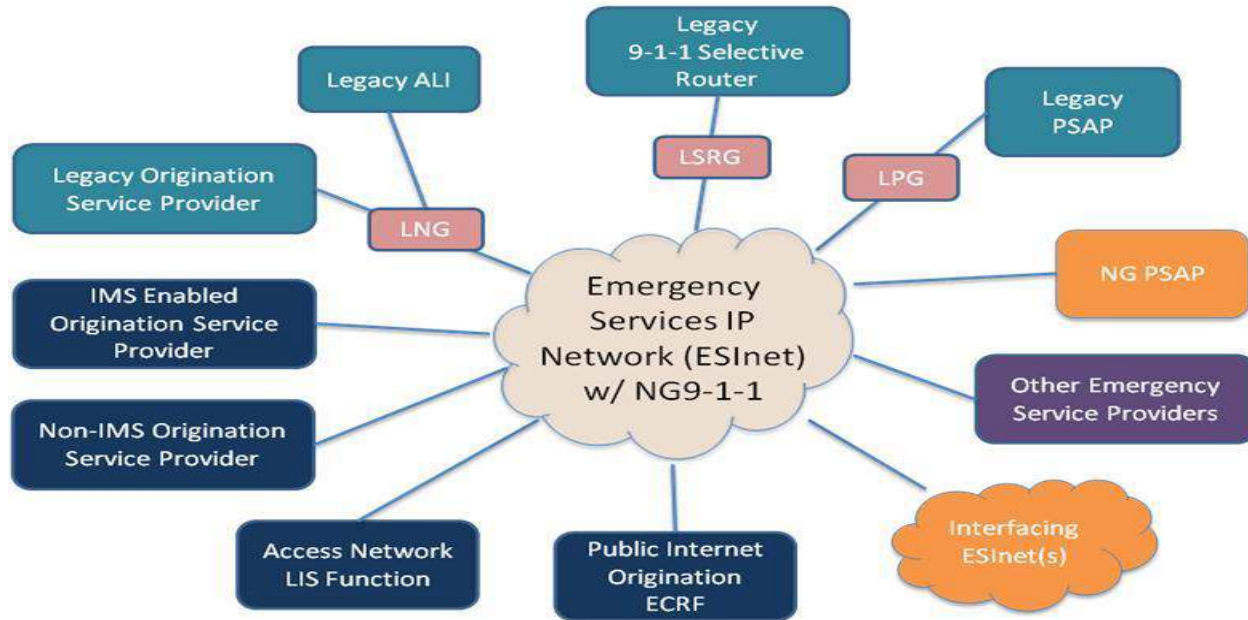 Legacy
9-1-1 Selective
Router
Legacy ALI
Legacy
PSAP
LSRG
LPG
Legacy Origination
Service Provider
LNG
NG PSAP
IMS Enabled
Origination Service
Provider
Emergency
Services IP
Network (ESInet)
w/ NG9-1-1
Other Emergency
Service Providers
Non-IMS Origination
Service Provider
Interfacing
ESInet(s)
Access Network
LIS Function
Public Internet
Origination
ECRF